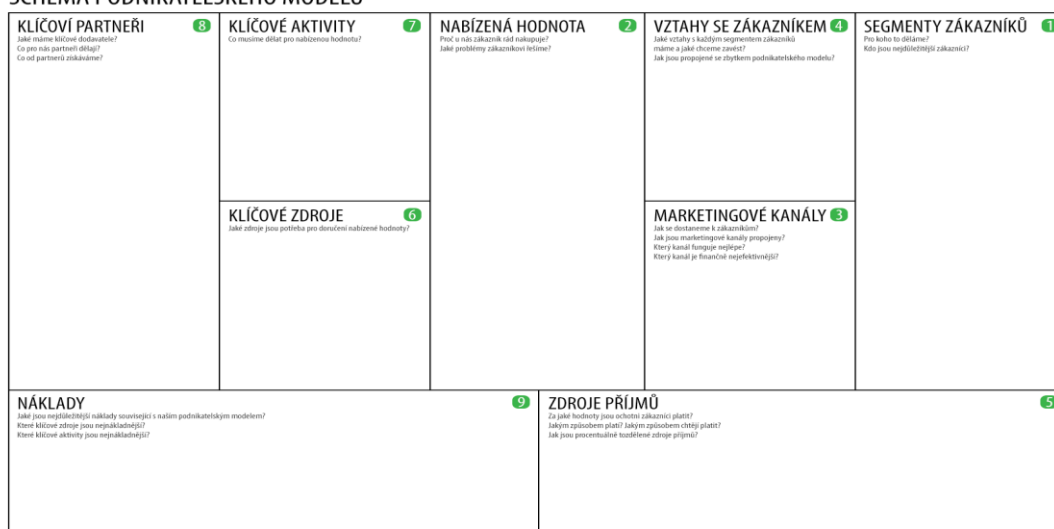 SCHÉMA PODNIKATELSKÉHO MODELU
KLÍČOVÍ PARTNEŘI 8
Jaké máme klíčové dodavatele?
Co pro nás partneři dělají?
Co od partnerů získáváme?
KLÍČOVÉ AKTIVITY 7
Co musíme dělat pro nabízenou hodnotu?
KLÍČOVÉ ZDROJE 6
Jaké zdroje jsou potřeba pro doručení nabízené hodnoty?
NABÍZENÁ HODNOTA 2
Proč u nás zákazník rád nakupuje?
Jaké problémy zákazníkovi řešíme?
VZTAHY SE ZÁKAZNÍKEM 4
Jaké vztahy s každým segmentem zákazníků
máme a jaké chceme zavést?
Jak jsou propojené se zbytkem podnikatelského modelu?
MARKETINGOVÉ KANÁLY 3
Jak se dostaneme k zákazníkům?
Jak jsou marketingové kanály propojeny?
Který kanál funguje nejlépe?
Který kanál je finančně nejefektivnější?
SEGMENTY ZÁKAZNÍKŮ 1
Pro koho to děláme?
Kdo jsou nejdůležitější zákazníci?
NÁKLADY 9
Jaké jsou nejdůležitější náklady související s naším podnikatelským modelem?
Které klíčové zdroje jsou nejnákladnější?
Které klíčové aktivity jsou nejnákladnější?
ZDROJE PŘÍJMŮ 5
Za jaké hodnoty jsou ochotni zákazníci platit?
Jakým způsobem platí? Jakým způsobem chtějí platit?
Jak jsou procentuálně tozdělené zdroje příjmů?